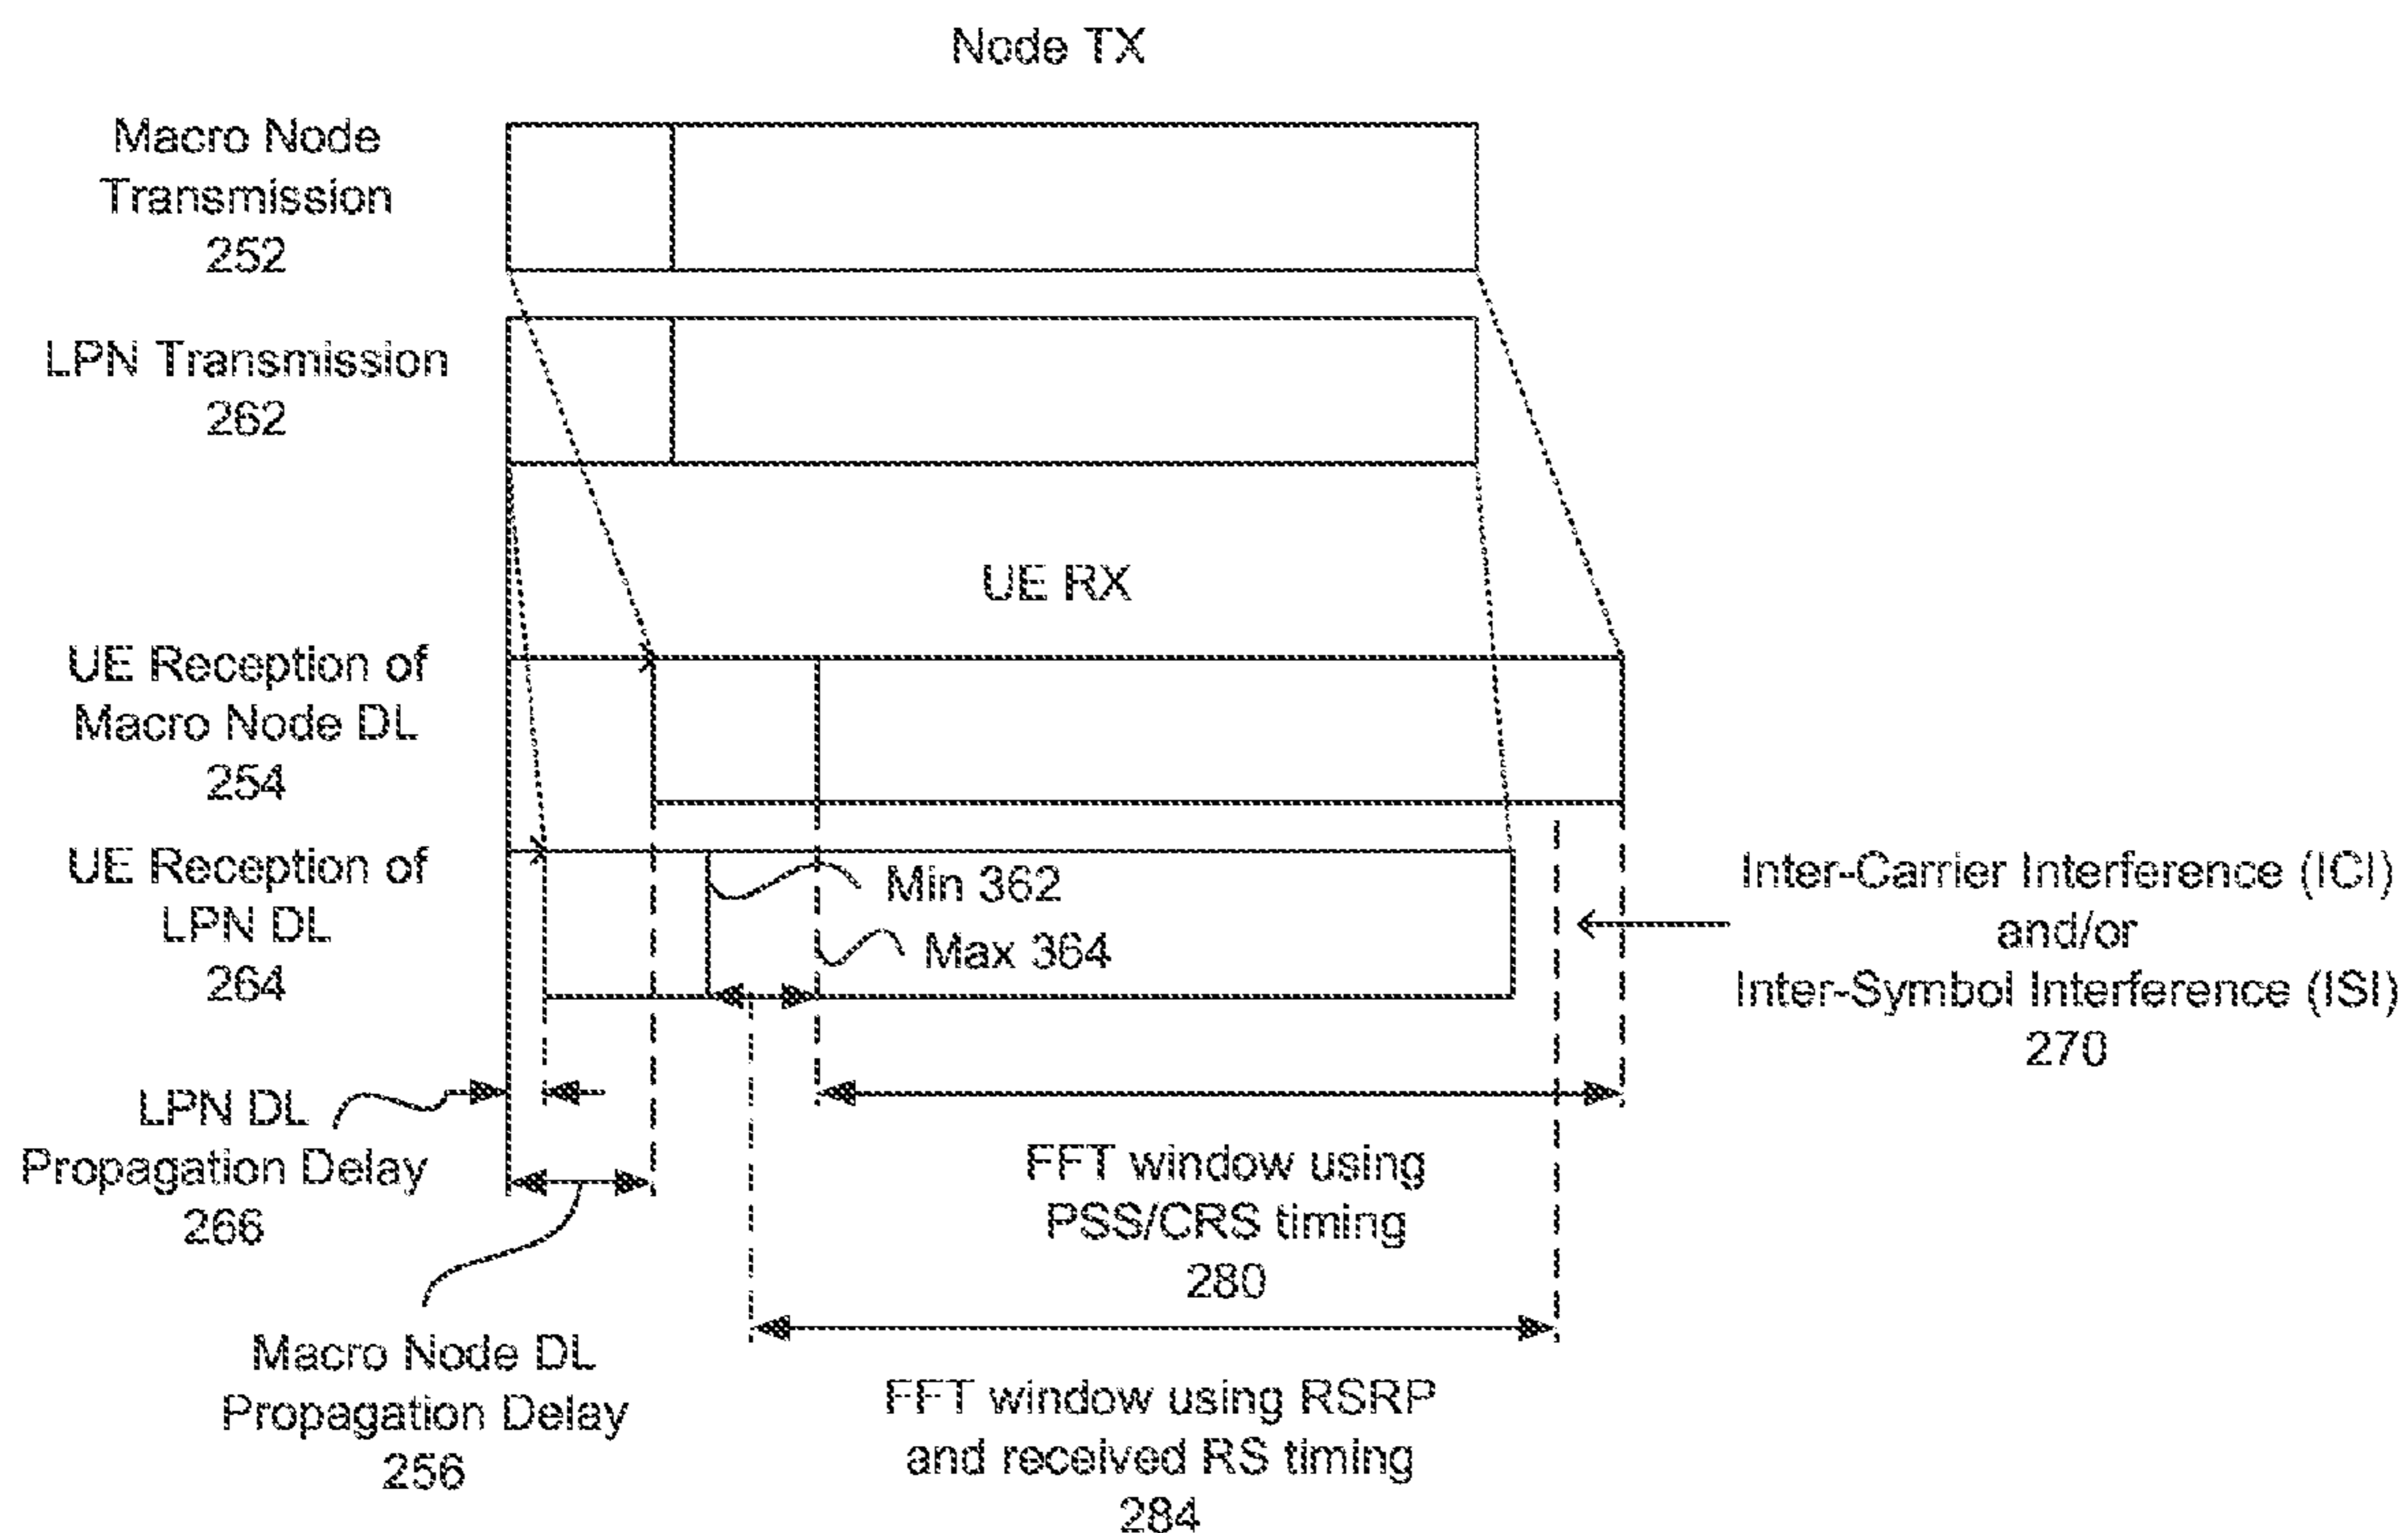 Node TX
Macro Node
Transmission
252
LPN Transmission
262
UE RX
UE Reception of
Macro Node DL
254
UE Reception of
LPN DL
264
Min 362
Max 364
Inter-Carrier Interference (ICI)
and/or
Inter-Symbol Interference (ISI)
270
LPN DL
Propagation Delay
266
FFT window using
PSS/CRS timing
280
Macro Node DL
Propagation Delay
256
FFT window using RSRP
and received RS timing
284